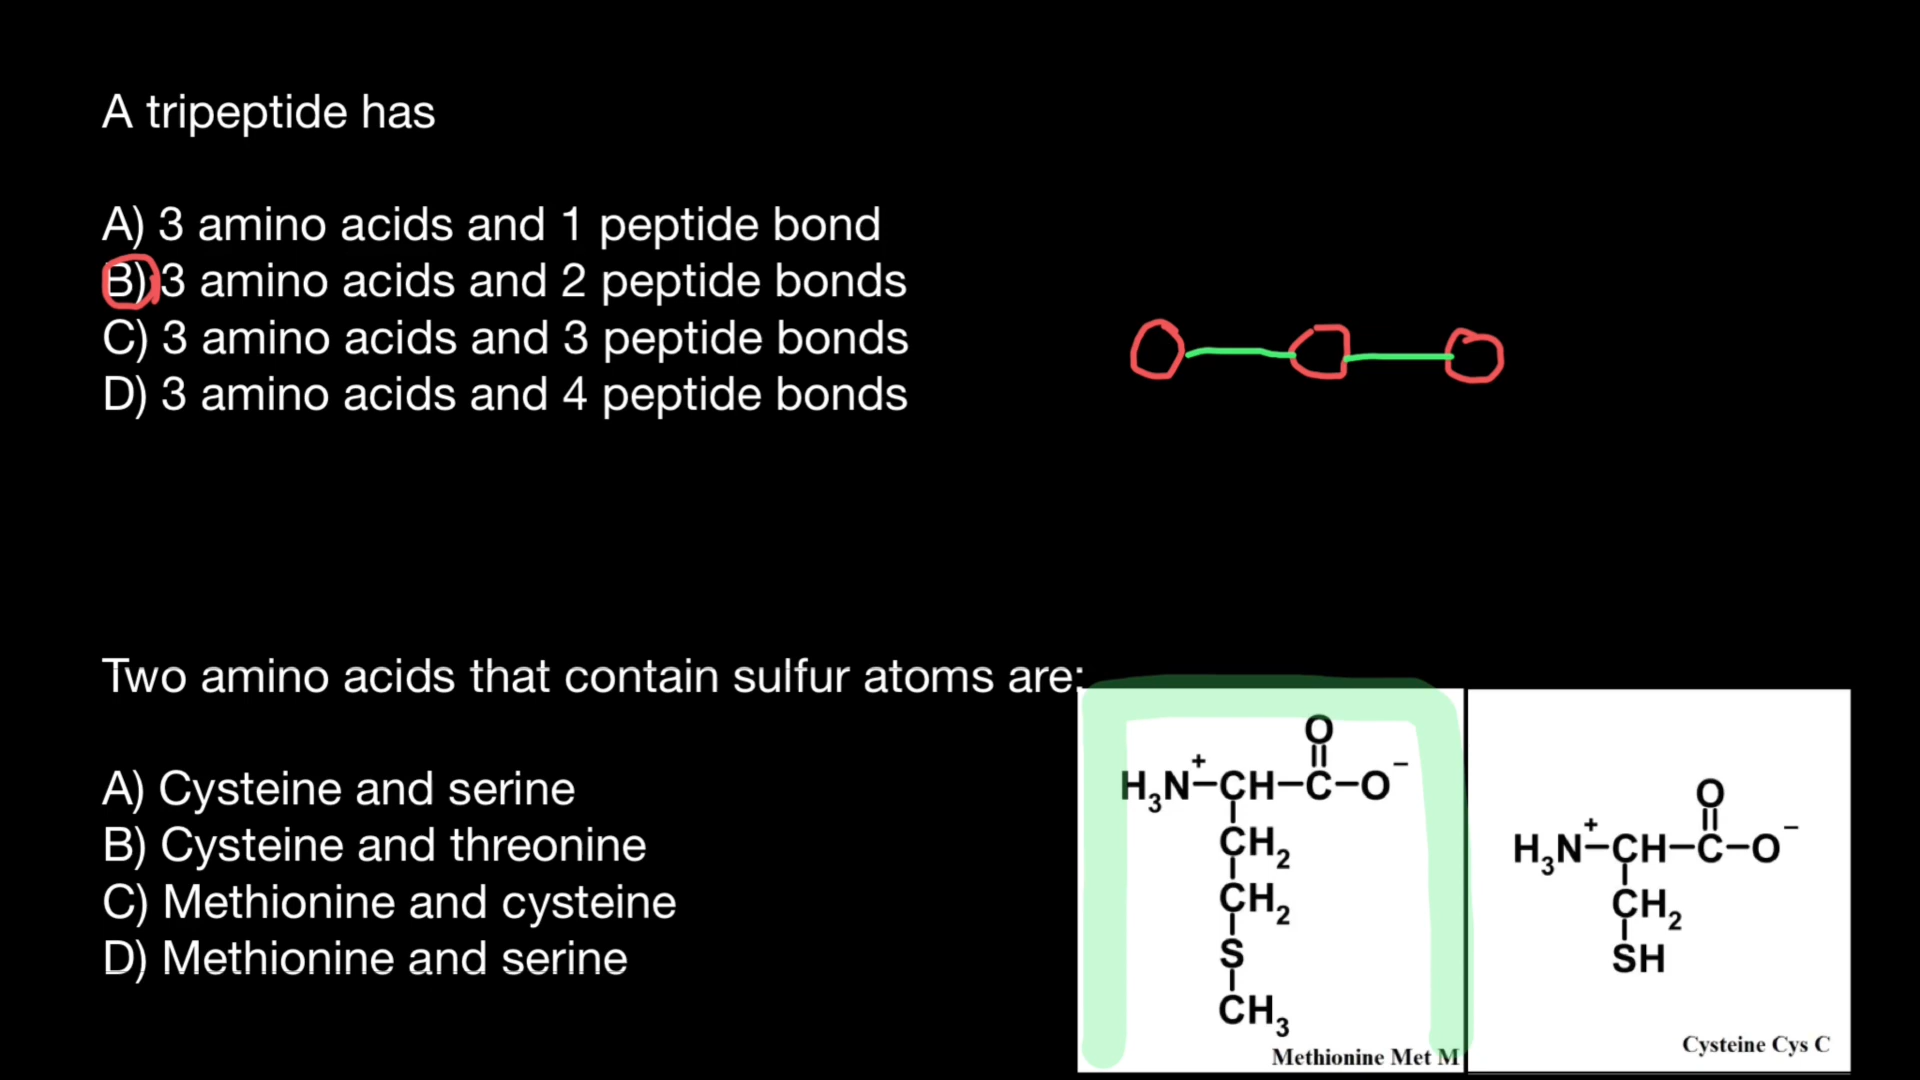 A tripeptide has
A) 3 amino acids and 1 peptide bond
B) 3 amino acids and 2 peptide bonds
C) 3 amino acids and 3 peptide bonds
D) 3 amino acids and 4 peptide bonds
Two amino acids that contain sulfur atoms are:
A) Cysteine and serine
B) Cysteine and threonine
C) Methionine and cysteine
D) Methionine and serine
O
H₃N⁺–CH–C–O⁻
CH₂
CH₂
S
CH₃
Methionine Met M
O
H₃N⁺–CH–C–O⁻
CH₂
SH
Cysteine Cys C